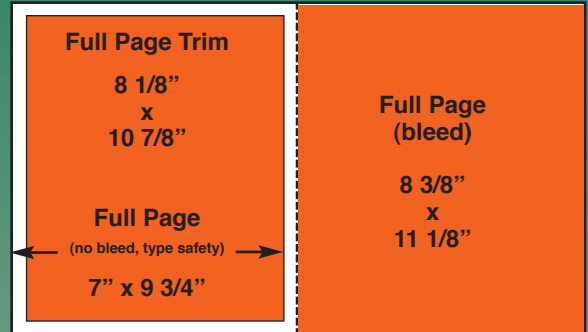 Full Page Trim
8 1/8”
x
10 7/8”
Full Page
(no bleed, type safety)
7” x 9 3/4”
Full Page
(bleed)
8 3/8”
x
11 1/8”